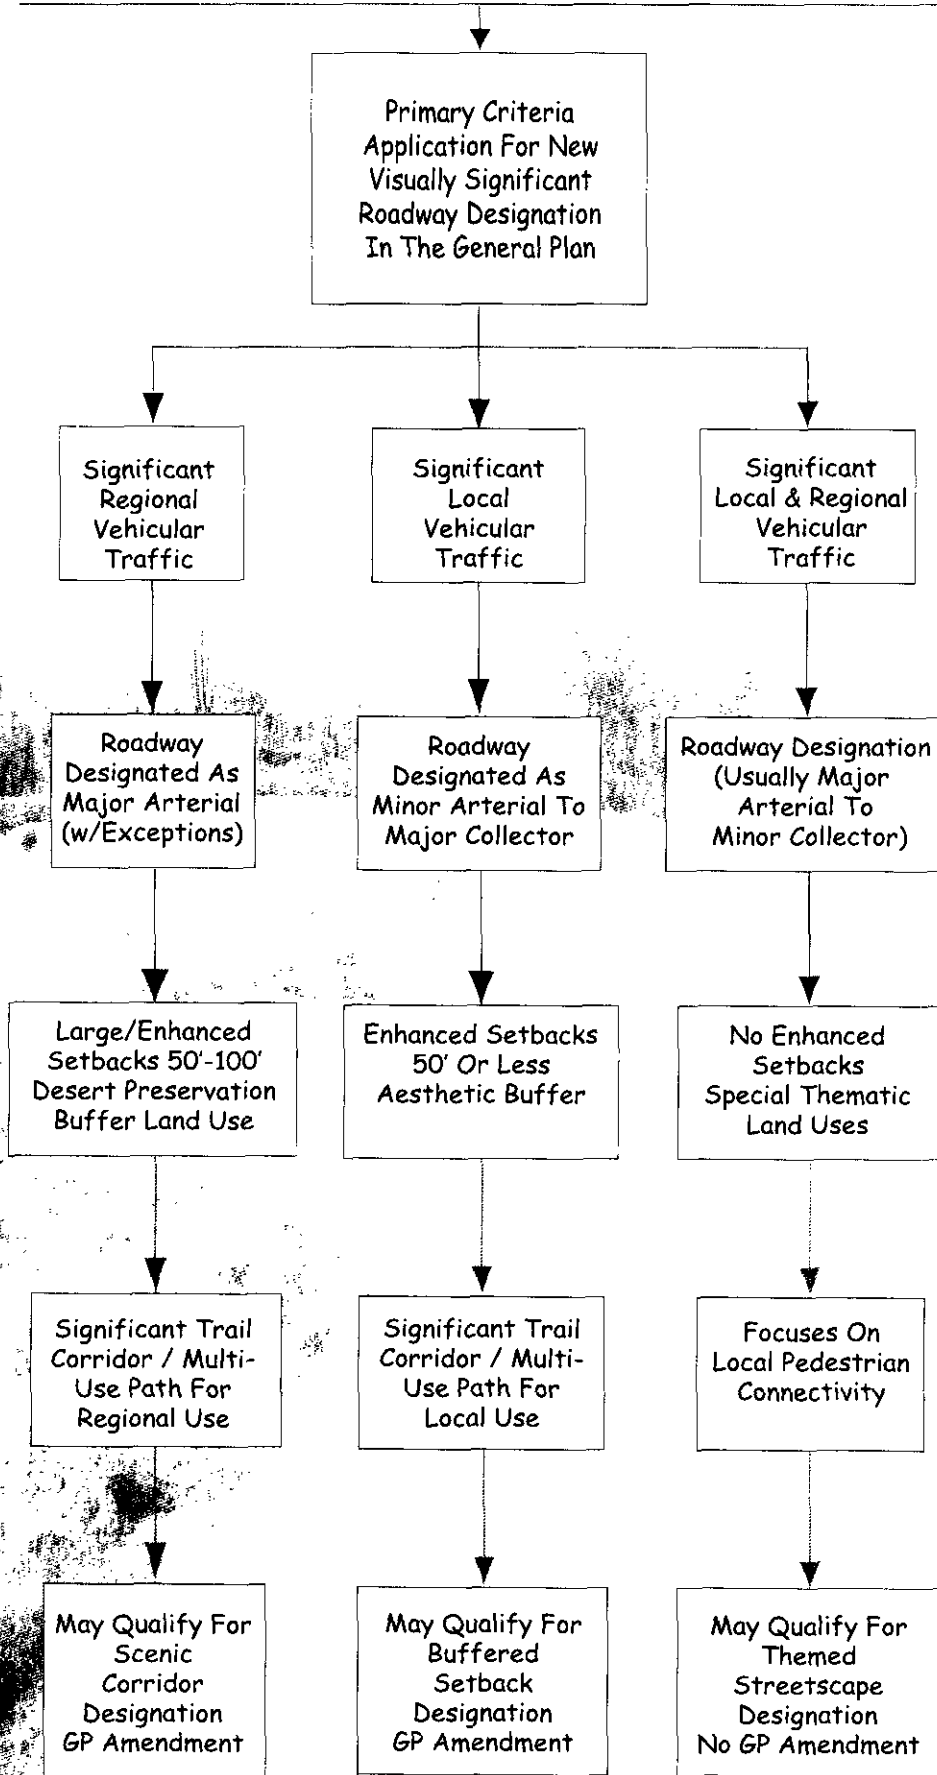 Primary Criteria
Application For New
Visually Significant
Roadway Designation
In The General Plan
Significant
Regional
Vehicular
Traffic
Significant
Local
Vehicular
Traffic
Significant
Local & Regional
Vehicular
Traffic
Roadway
Designated As
Major Arterial
(w/Exceptions)
Roadway
Designated As
Minor Arterial To
Major Collector
Roadway Designation
(Usually Major
Arterial To
Minor Collector)
Large/Enhanced
Setbacks 50'-100'
Desert Preservation
Buffer Land Use
Enhanced Setbacks
50' Or Less
Aesthetic Buffer
No Enhanced
Setbacks
Special Thematic
Land Uses
Significant Trail
Corridor / Multi-
Use Path For
Regional Use
Significant Trail
Corridor / Multi-
Use Path For
Local Use
Focuses On
Local Pedestrian
Connectivity
May Qualify For
Scenic
Corridor
Designation
GP Amendment
May Qualify For
Buffered
Setback
Designation
GP Amendment
May Qualify For
Themed
Streetscape
Designation
No GP Amendment